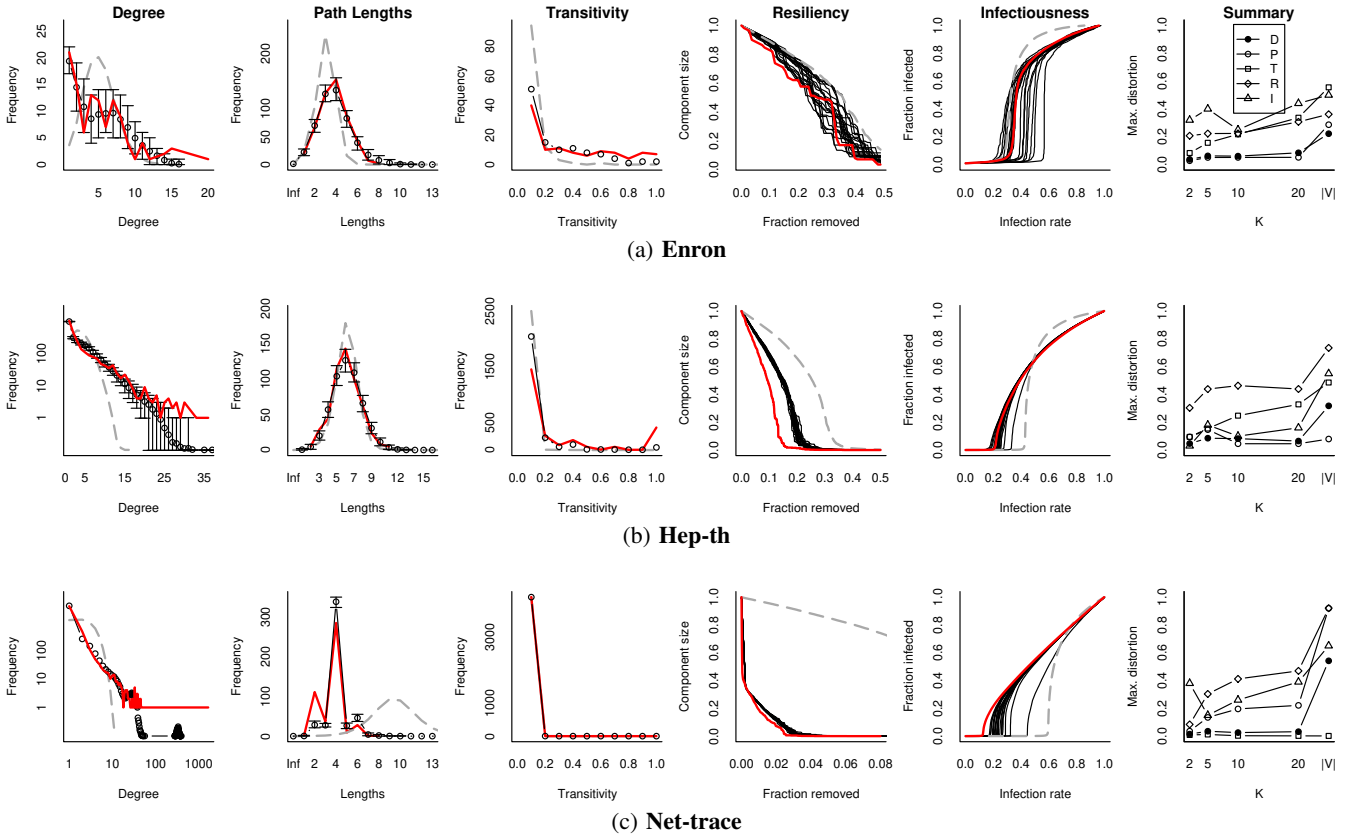 Degree Path Lengths Transitivity Resiliency Infectiousness Summary
Frequency 0 5 10 15 20 25
5 10 15 20
Degree
Frequency 0 50 100 200
Inf 2 4 6 8 10 13
Lengths
Frequency 0 20 40 60 80
0.0 0.2 0.4 0.6 0.8 1.0
Transitivity
Component size 0.0 0.2 0.4 0.6 0.8 1.0
0.0 0.1 0.2 0.3 0.4 0.5
Fraction removed
Fraction infected 0.0 0.2 0.4 0.6 0.8 1.0
0.0 0.2 0.4 0.6 0.8 1.0
Infection rate
Max. distortion 0.0 0.2 0.4 0.6 0.8 1.0
D
P
T
R
I
2 5 10 20 |V|
K
(a) Enron
Frequency 1 10 100
0 5 15 25 35
Degree
Frequency 0 50 100 150 200
Inf 3 5 7 9 12 15
Lengths
Frequency 0 500 1500 2500
0.0 0.2 0.4 0.6 0.8 1.0
Transitivity
Component size 0.0 0.2 0.4 0.6 0.8 1.0
0.0 0.1 0.2 0.3 0.4 0.5
Fraction removed
Fraction infected 0.0 0.2 0.4 0.6 0.8 1.0
0.0 0.2 0.4 0.6 0.8 1.0
Infection rate
Max. distortion 0.0 0.2 0.4 0.6 0.8 1.0
2 5 10 20 |V|
K
(b) Hep-th
Frequency 1 10 100
1 10 100 1000
Degree
Frequency 0 100 200 300
Inf 2 4 6 8 10 13
Lengths
Frequency 0 1000 3000
0.0 0.2 0.4 0.6 0.8 1.0
Transitivity
Component size 0.0 0.2 0.4 0.6 0.8 1.0
0.00 0.02 0.04 0.06 0.08
Fraction removed
Fraction infected 0.0 0.2 0.4 0.6 0.8 1.0
0.0 0.2 0.4 0.6 0.8 1.0
Infection rate
Max. distortion 0.0 0.2 0.4 0.6 0.8 1.0
2 5 10 20 |V|
K
(c) Net-trace